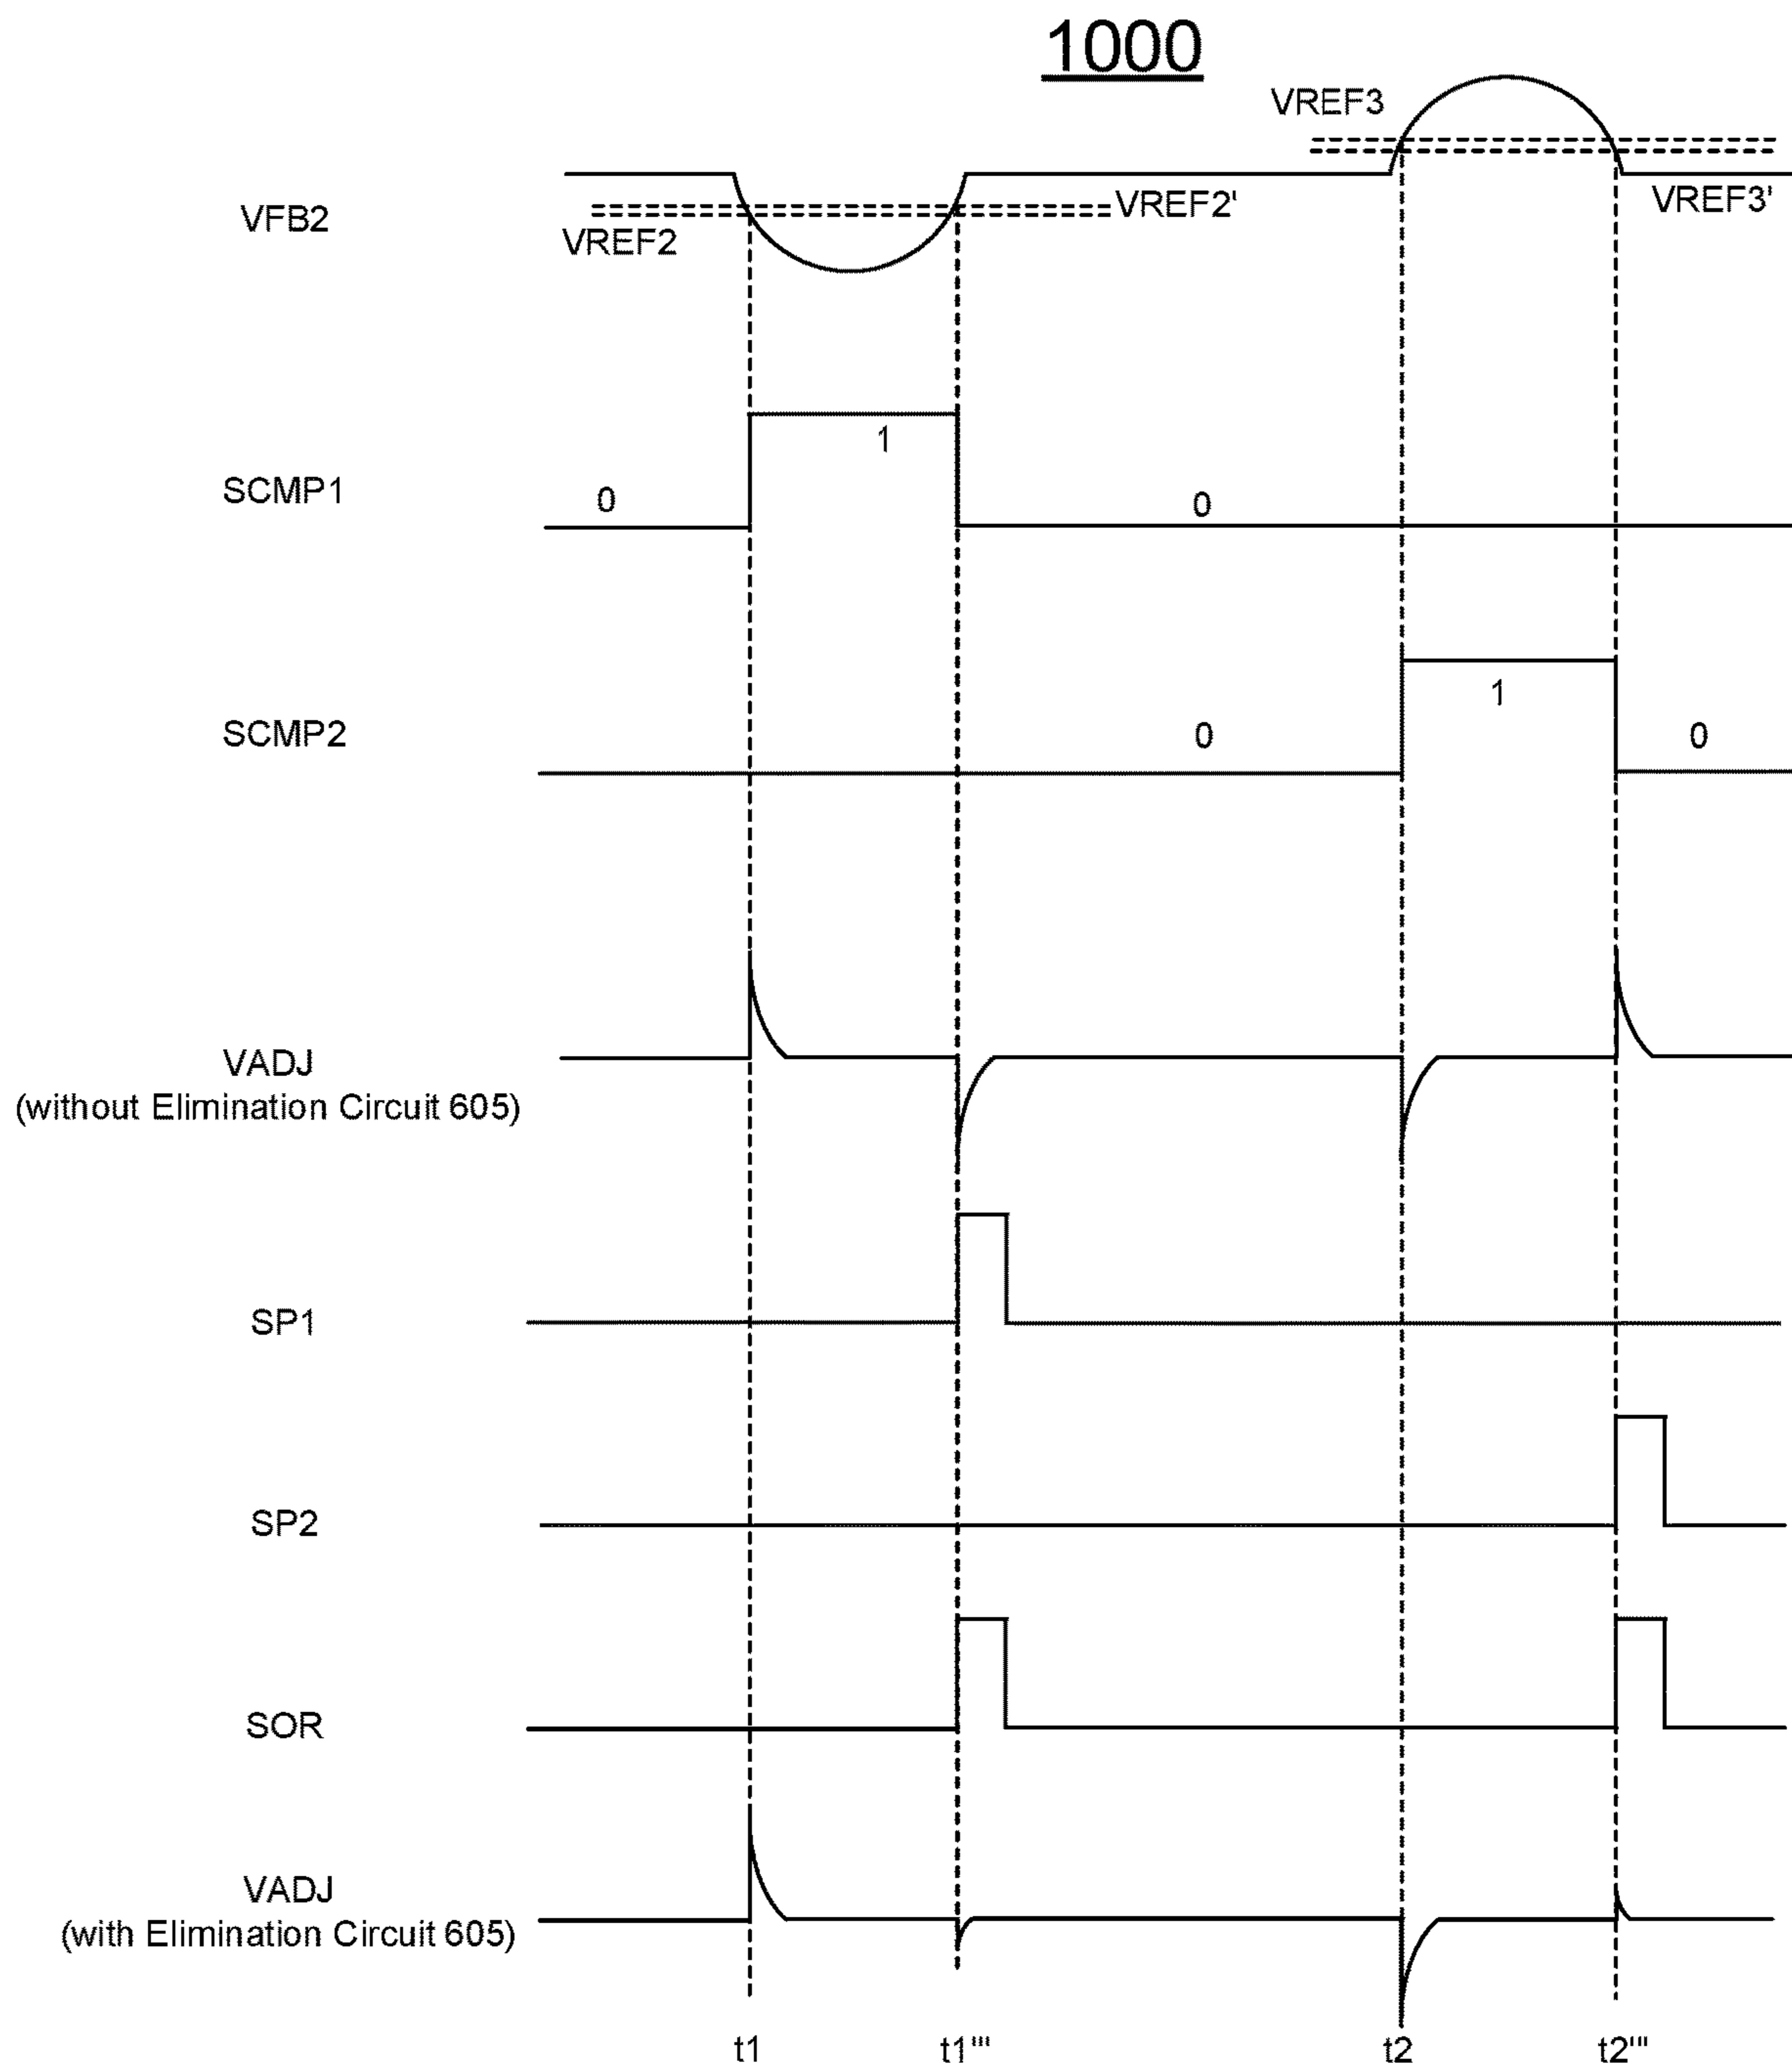 1000
VREF3
VFB2
VREF2
VREF2'
VREF3'
SCMP1
0
1
0
SCMP2
0
1
0
VADJ
(without Elimination Circuit 605)
SP1
SP2
SOR
VADJ
(with Elimination Circuit 605)
t1
t1'''
t2
t2'''